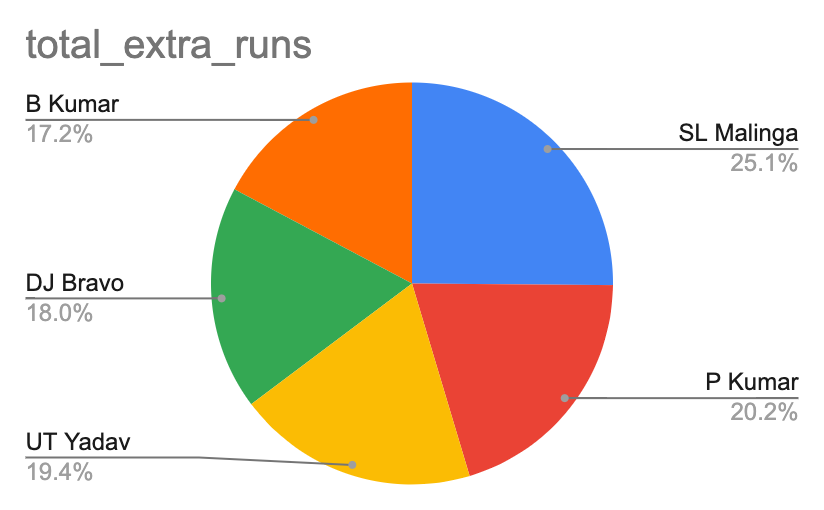 total_extra_runs
B Kumar
17.2%
SL Malinga
25.1%
DJ Bravo
18.0%
P Kumar
20.2%
UT Yadav
19.4%